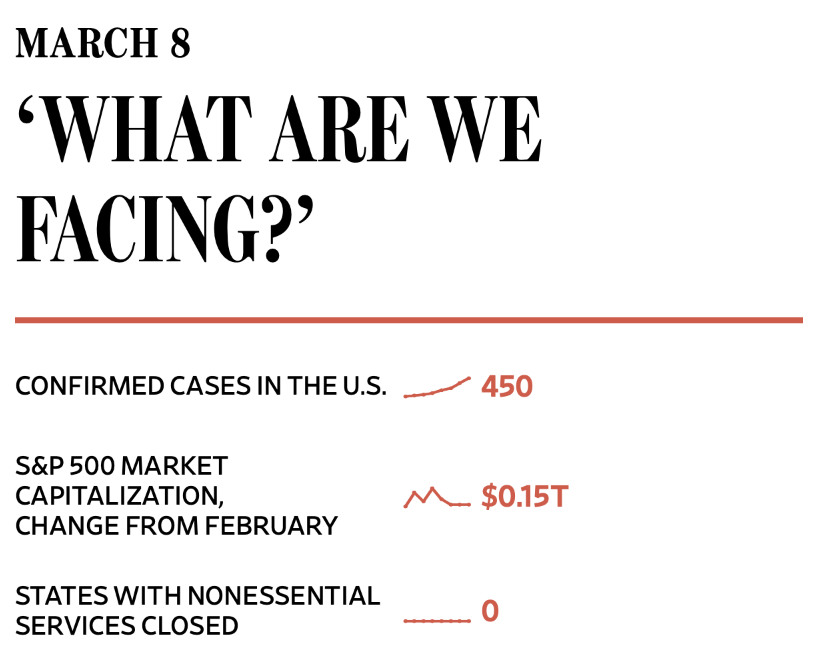 MARCH 8
‘WHAT ARE WE
FACING?’
CONFIRMED CASES IN THE U.S. 450
S&P 500 MARKET
CAPITALIZATION,
CHANGE FROM FEBRUARY
$0.15T
STATES WITH NONESSENTIAL
SERVICES CLOSED
0